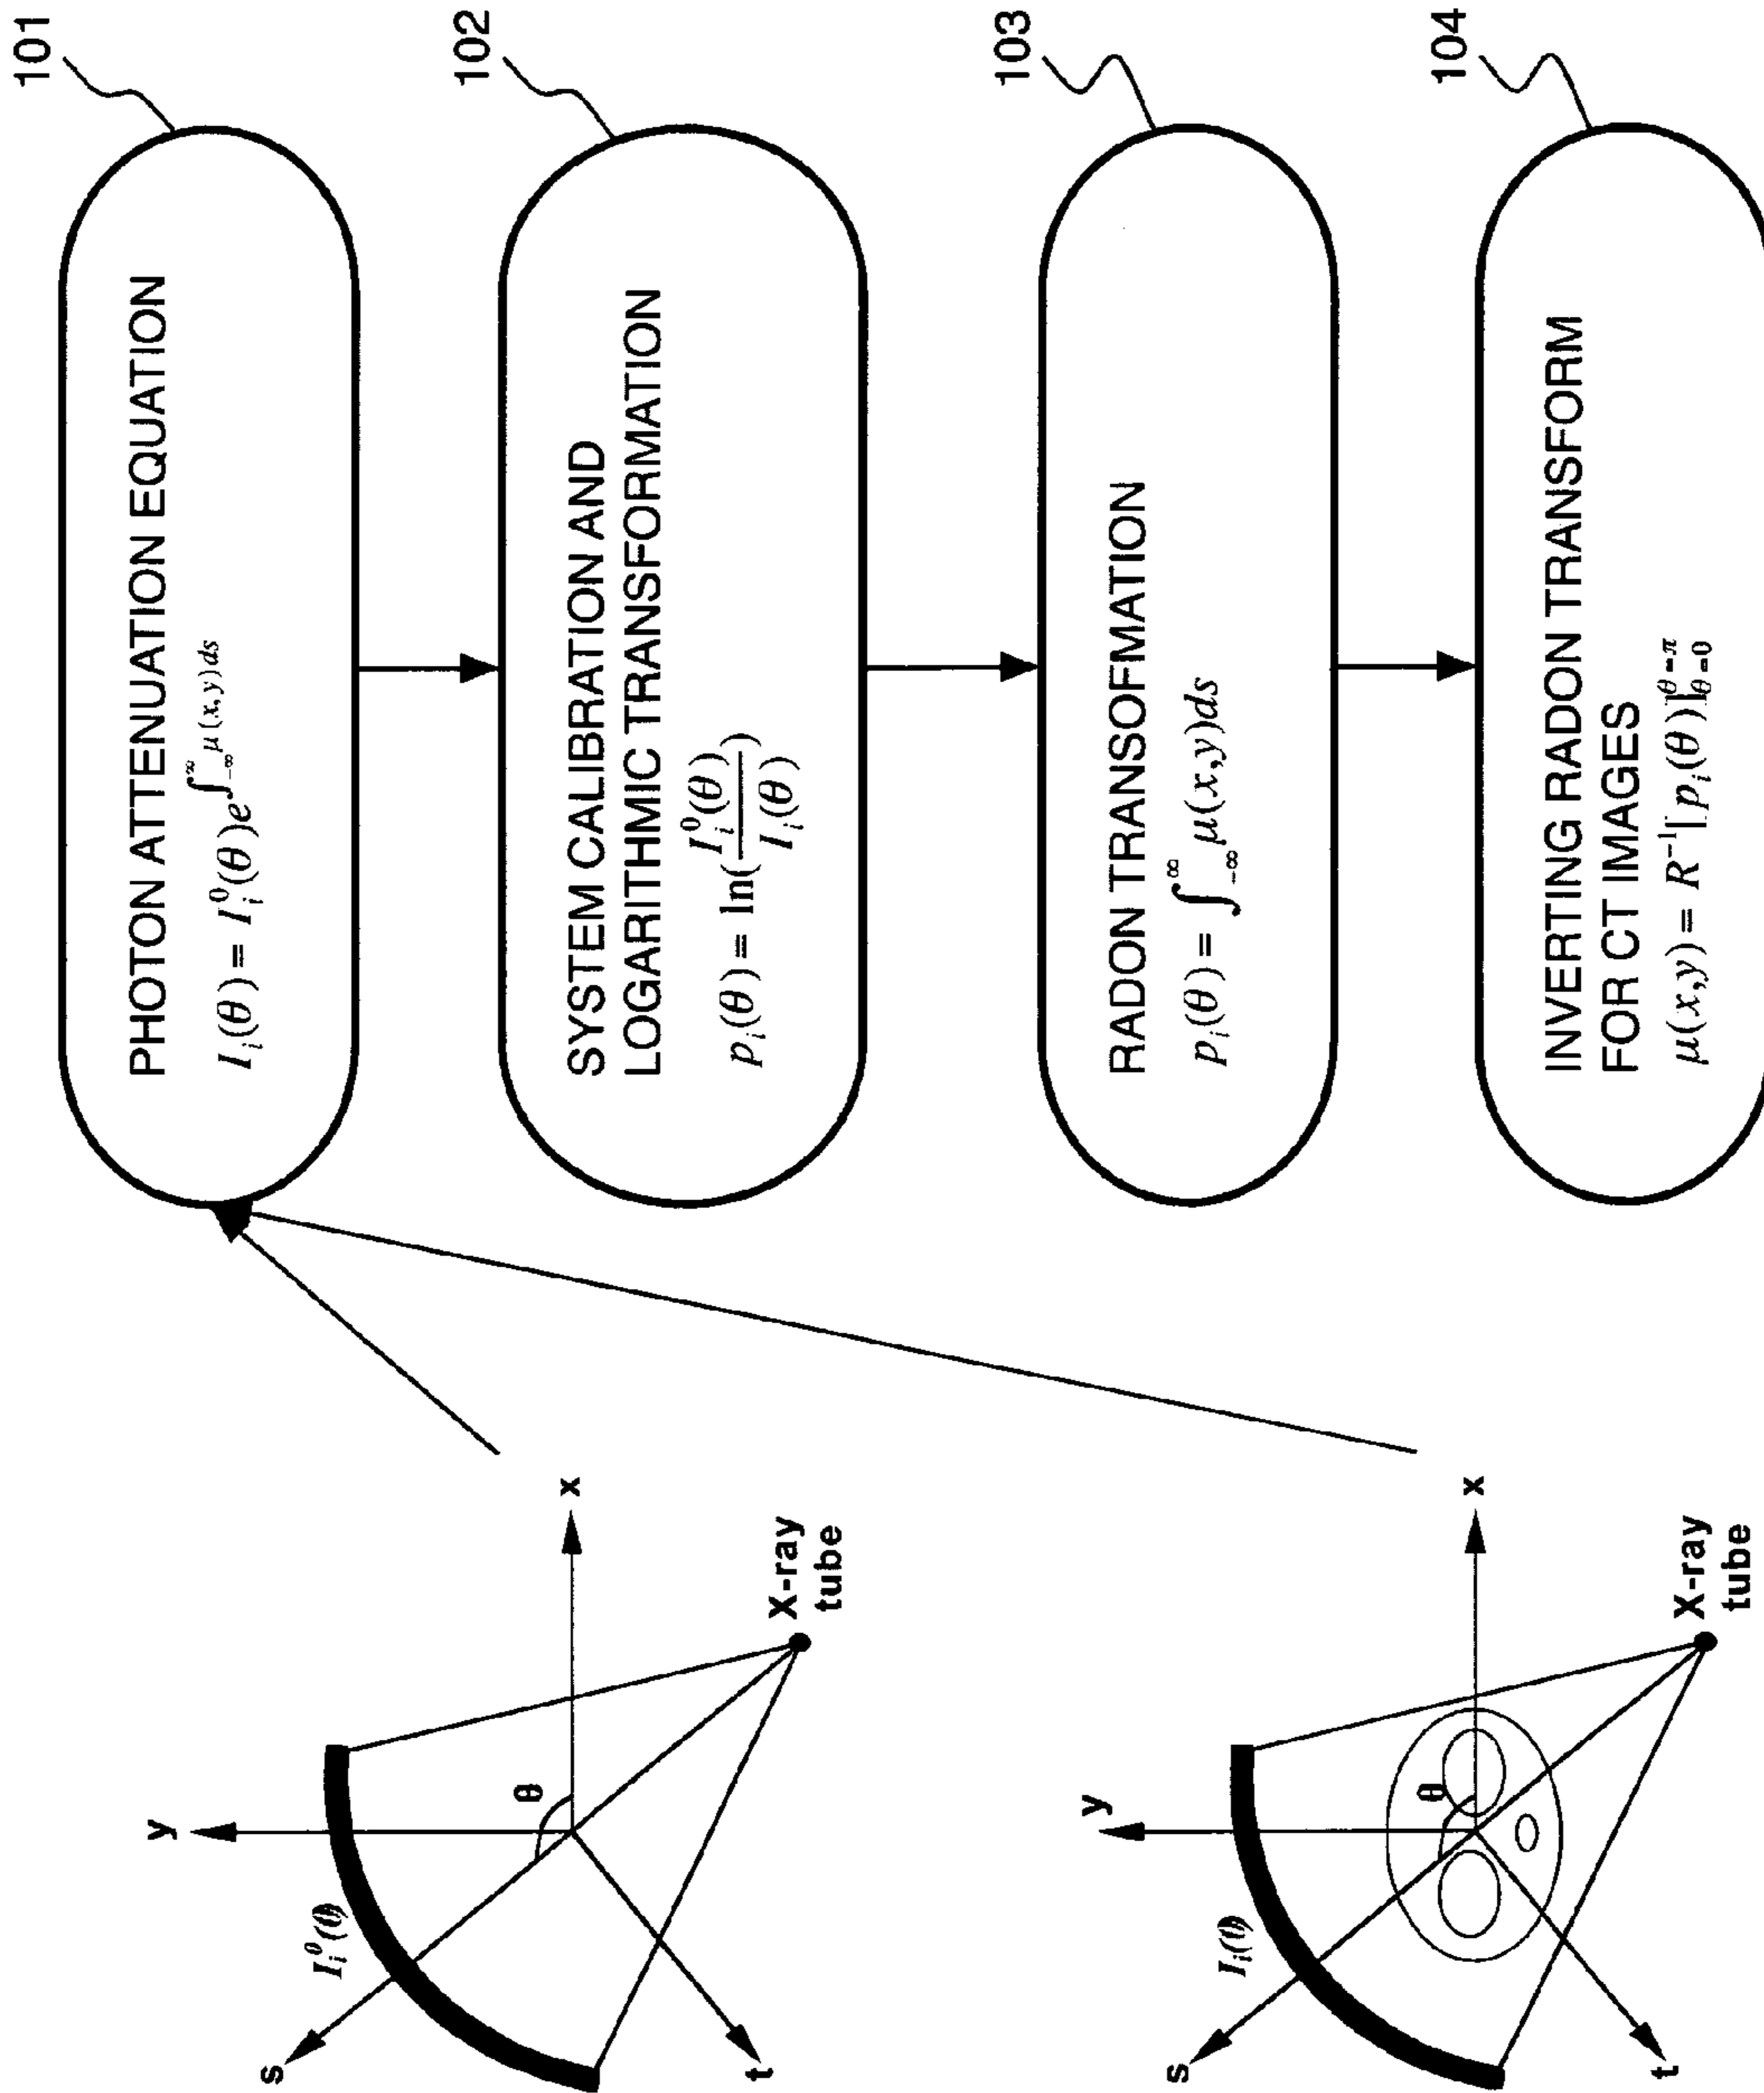 y
s
I_i^0(θ)
θ
x
t
X-ray
tube
y
s
I_i(θ)
θ
x
t
X-ray
tube
101
PHOTON ATTENUATION EQUATION
I_i(θ) = I_i^0(θ)e^{∫_{-∞}^{∞} μ(x,y)ds}
102
SYSTEM CALIBRATION AND
LOGARITHMIC TRANSFORMATION
p_i(θ) = ln(I_i^0(θ)/I_i(θ))
103
RADON TRANSOFMATION
p_i(θ) = ∫_{-∞}^{∞} μ(x,y)ds
104
INVERTING RADON TRANSFORM
FOR CT IMAGES
μ(x,y) = R^{-1}[p_i(θ)]_{θ=0}^{θ=π}